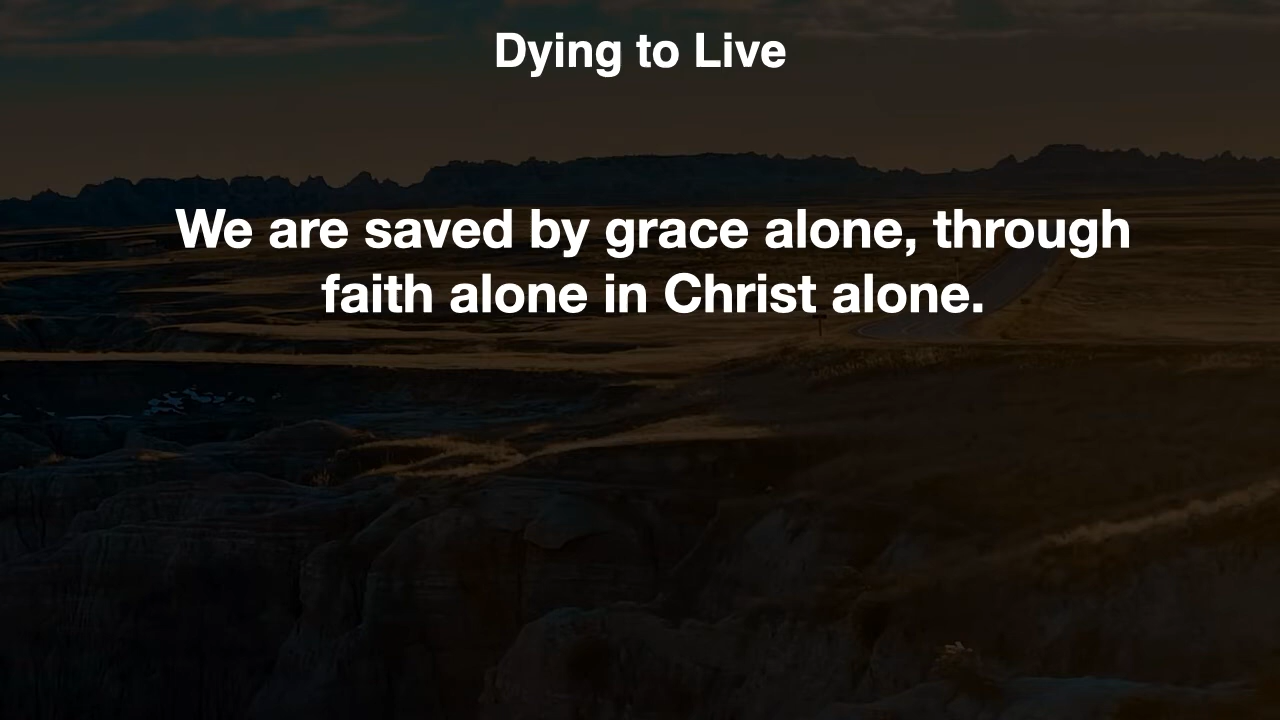 Dying to Live
We are saved by grace alone, through
faith alone in Christ alone.